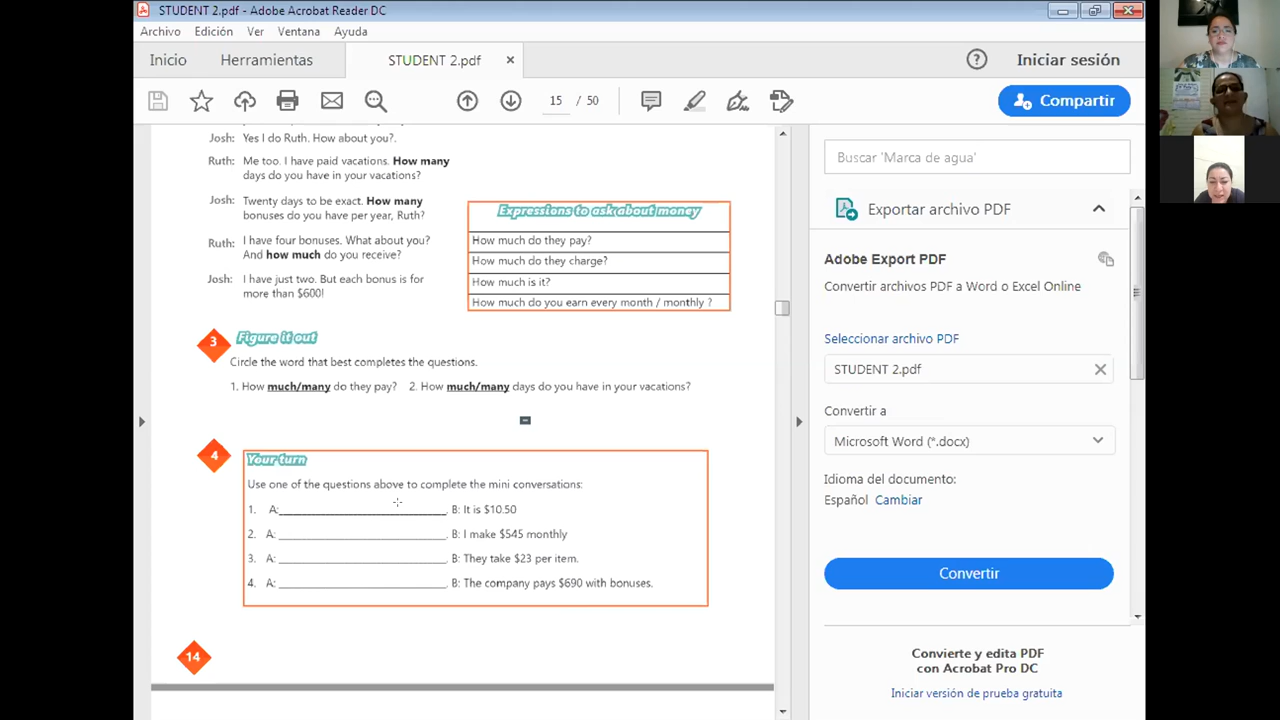 STUDENT 2.pdf - Adobe Acrobat Reader DC
Archivo Edición Ver Ventana Ayuda
Inicio Herramientas STUDENT 2.pdf × Iniciar sesión
15 / 50 Compartir
Josh: Yes I do Ruth. How about you?.
Ruth: Me too. I have paid vacations. How many
days do you have in your vacations?
Josh: Twenty days to be exact. How many
bonuses do you have per year, Ruth?
Ruth: I have four bonuses. What about you?
And how much do you receive?
Josh: I have just two. But each bonus is for
more than $600!
Expressions to ask about money
How much do they pay?
How much do they charge?
How much is it?
How much do you earn every month / monthly ?
3 Figure it out
Circle the word that best completes the questions.
1. How much/many do they pay? 2. How much/many days do you have in your vacations?
4 Your turn
Use one of the questions above to complete the mini conversations:
1. A:____________________. B: It is $10.50
2. A: ____________________. B: I make $545 monthly
3. A: ____________________. B: They take $23 per item.
4. A: ____________________. B: The company pays $690 with bonuses.
14
Buscar 'Marca de agua'
Exportar archivo PDF
Adobe Export PDF
Convertir archivos PDF a Word o Excel Online
Seleccionar archivo PDF
STUDENT 2.pdf ×
Convertir a
Microsoft Word (*.docx)
Idioma del documento:
Español Cambiar
Convertir
Convierte y edita PDF
con Acrobat Pro DC
Iniciar versión de prueba gratuita